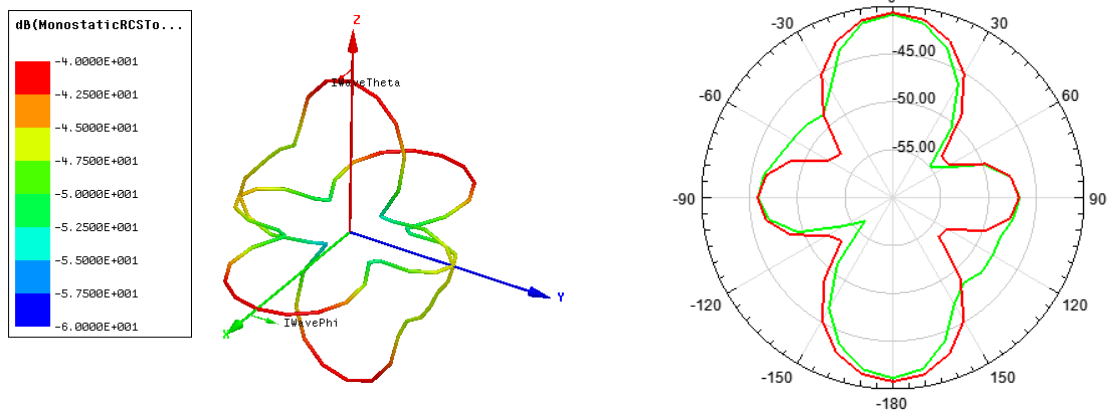 dB(MonostaticRCSTo...
-4.0000E+001
-4.2500E+001
-4.5000E+001
-4.7500E+001
-5.0000E+001
-5.2500E+001
-5.5000E+001
-5.7500E+001
-6.0000E+001
Z
IWaveTheta
Y
X
IWavePhi
0
-30
30
-45.00
-60
60
-50.00
-55.00
-90
90
-120
120
-150
150
-180